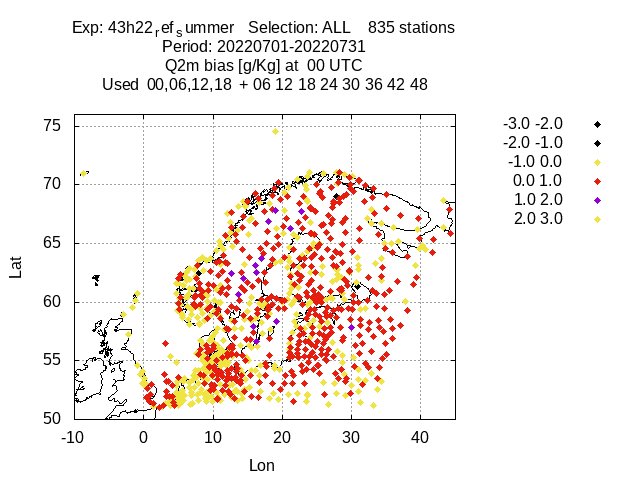 Exp: 43h22refsummer Selection: ALL 835 stations
Period: 20220701-20220731
Q2m bias [g/Kg] at 00 UTC
Used 00,06,12,18 + 06 12 18 24 30 36 42 48
-3.0 -2.0
-2.0 -1.0
-1.0 0.0
0.0 1.0
1.0 2.0
2.0 3.0
75
70
65
60
55
50
Lat
-10 0 10 20 30 40
Lon